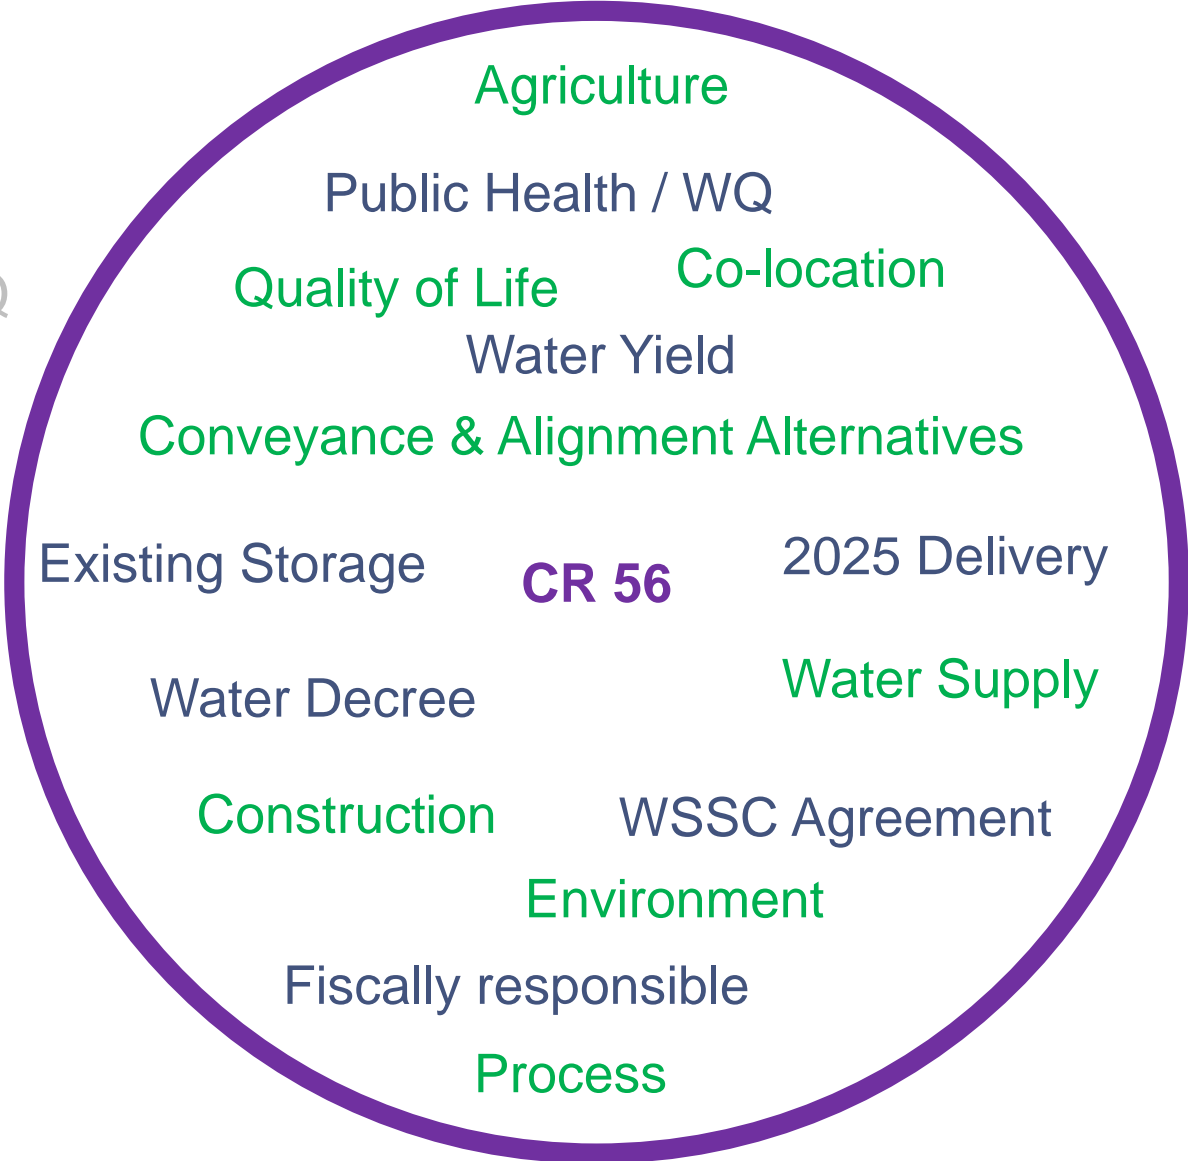 Agriculture
Public Health / WQ
Quality of Life
Co-location
Water Yield
Conveyance & Alignment Alternatives
Existing Storage
CR 56
2025 Delivery
Water Decree
Water Supply
Construction
WSSC Agreement
Environment
Fiscally responsible
Process